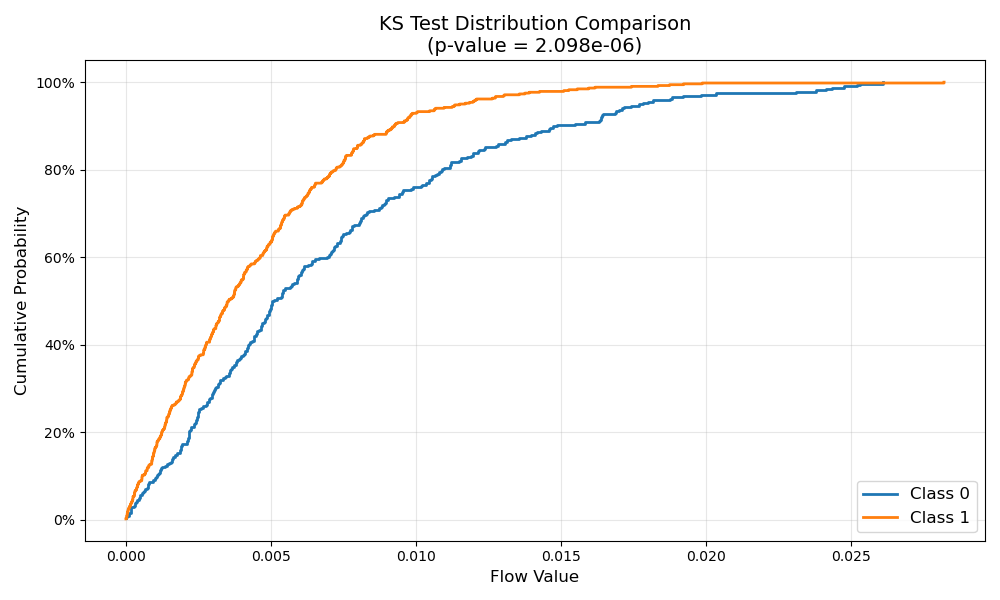 KS Test Distribution Comparison
(p-value = 2.098e-06)
100%
80%
60%
40%
20%
0%
Cumulative Probability
0.000 0.005 0.010 0.015 0.020 0.025
Flow Value
Class 0
Class 1